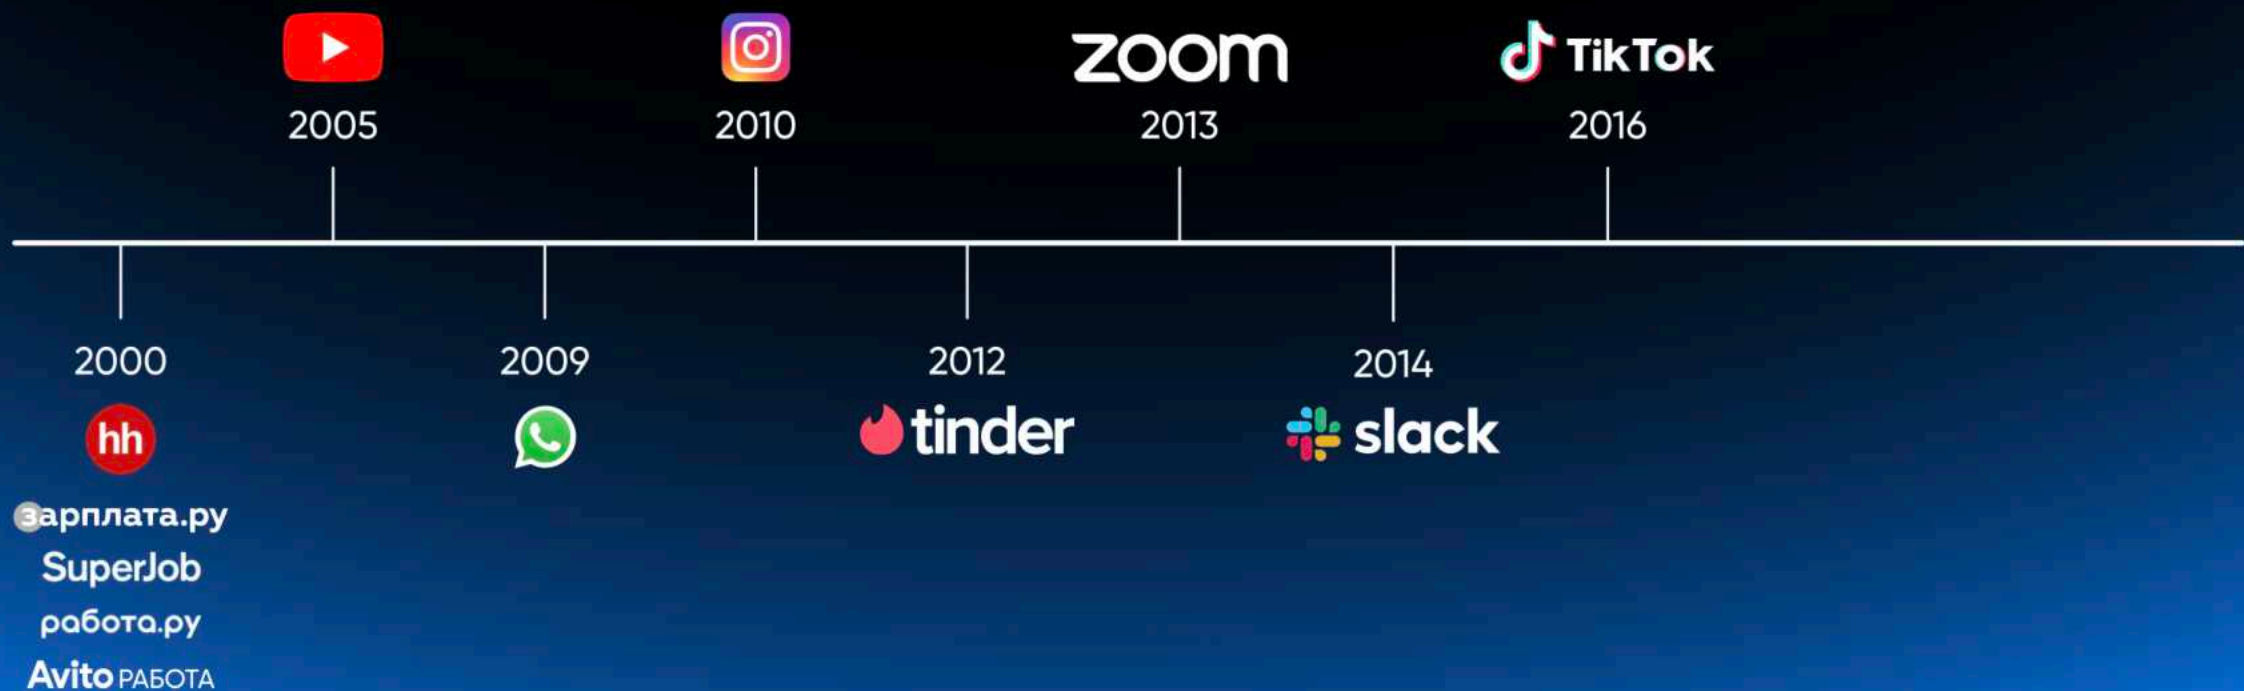 zoom
TikTok
2005
2010
2013
2016
2000
2009
2012
2014
hh
tinder
slack
зарплата.ру
SuperJob
работа.ру
Avito РАБОТА